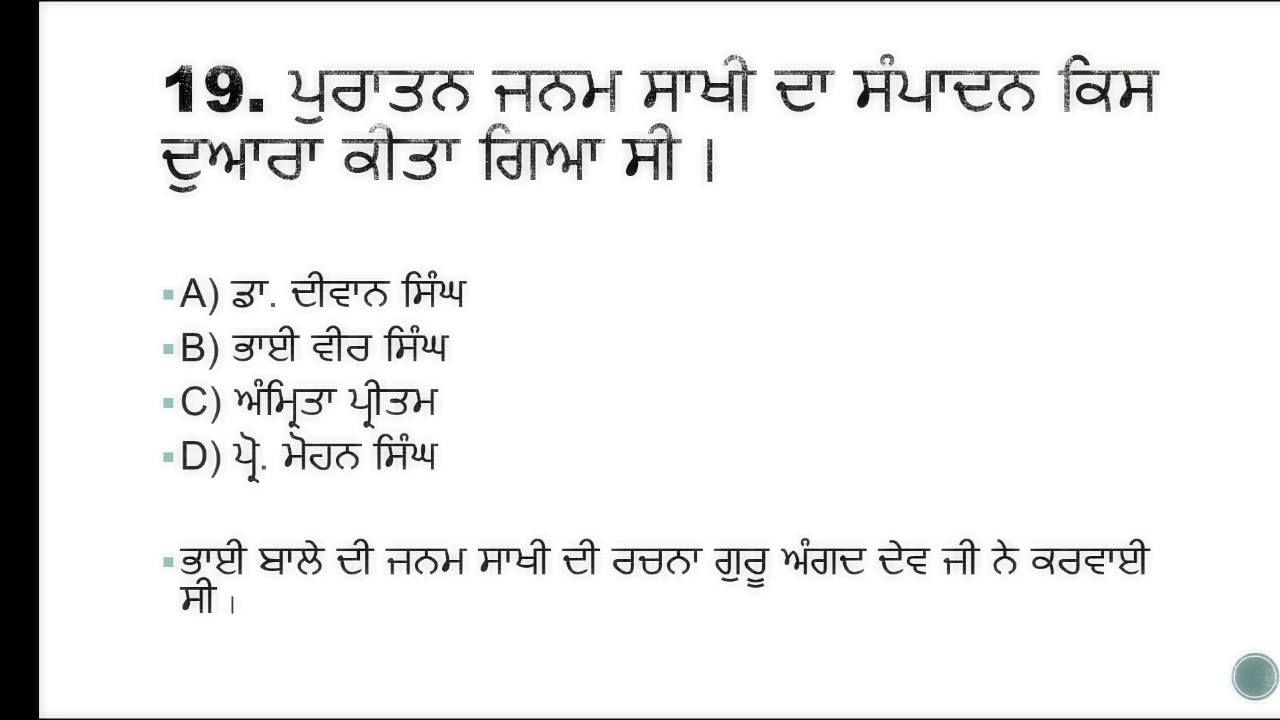 19. ਪੁਰਾਤਨ ਜਨਮ ਸਾਖੀ ਦਾ ਸੰਪਾਦਨ ਕਿਸ
ਦੁਆਰਾ ਕੀਤਾ ਗਿਆ ਸੀ ।
A) ਡਾ. ਦੀਵਾਨ ਸਿੰਘ
B) ਭਾਈ ਵੀਰ ਸਿੰਘ
C) ਅੰਮ੍ਰਿਤਾ ਪ੍ਰੀਤਮ
D) ਪ੍ਰੋ. ਮੋਹਨ ਸਿੰਘ
ਭਾਈ ਬਾਲੇ ਦੀ ਜਨਮ ਸਾਖੀ ਦੀ ਰਚਨਾ ਗੁਰੂ ਅੰਗਦ ਦੇਵ ਜੀ ਨੇ ਕਰਵਾਈ
ਸੀ ।